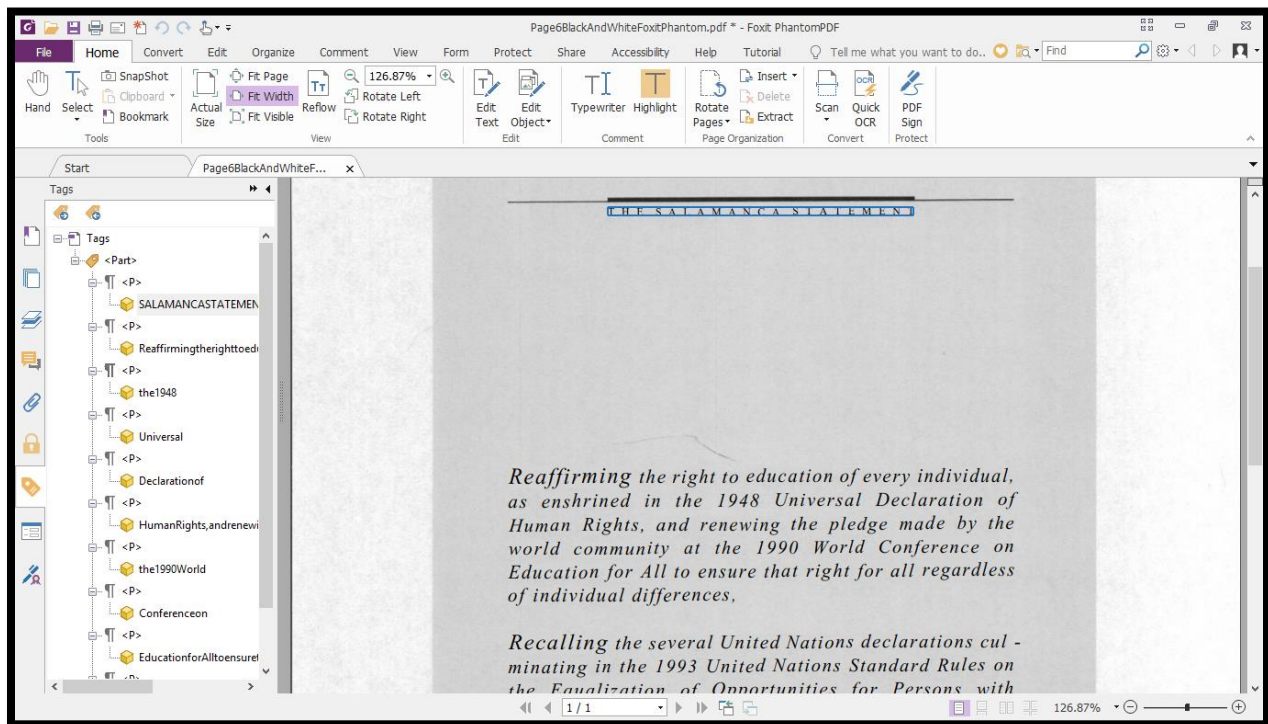 Page6BlackAndWhiteFoxitPhantom.pdf * - Foxit PhantomPDF
File Home Convert Edit Organize Comment View Form Protect Share Accessibility Help Tutorial Tell me what you want to do.. Find
Hand
Select
SnapShot
Clipboard
Bookmark
Tools
Actual Size
Fit Page
Fit Width
Fit Visible
Reflow
126.87%
Rotate Left
Rotate Right
View
Edit Text
Edit Object
Edit
Typewriter
Highlight
Comment
Rotate Pages
Insert
Delete
Extract
Page Organization
Scan
Quick OCR
Convert
PDF Sign
Protect
Start
Page6BlackAndWhiteF... x
Tags
Tags
<Part>
<P>
SALAMANCASTATEMEN
<P>
Reaffirmingtherighttoedu
<P>
the1948
<P>
Universal
<P>
Declarationof
<P>
HumanRights,andrenewi
<P>
the1990World
<P>
Conferenceon
<P>
EducationforAlltoensuret
<P>
THE SALAMANCA STATEMENT
Reaffirming the right to education of every individual,
as enshrined in the 1948 Universal Declaration of
Human Rights, and renewing the pledge made by the
world community at the 1990 World Conference on
Education for All to ensure that right for all regardless
of individual differences,
Recalling the several United Nations declarations cul -
minating in the 1993 United Nations Standard Rules on
the Equalization of Opportunities for Persons with
1 / 1
126.87%